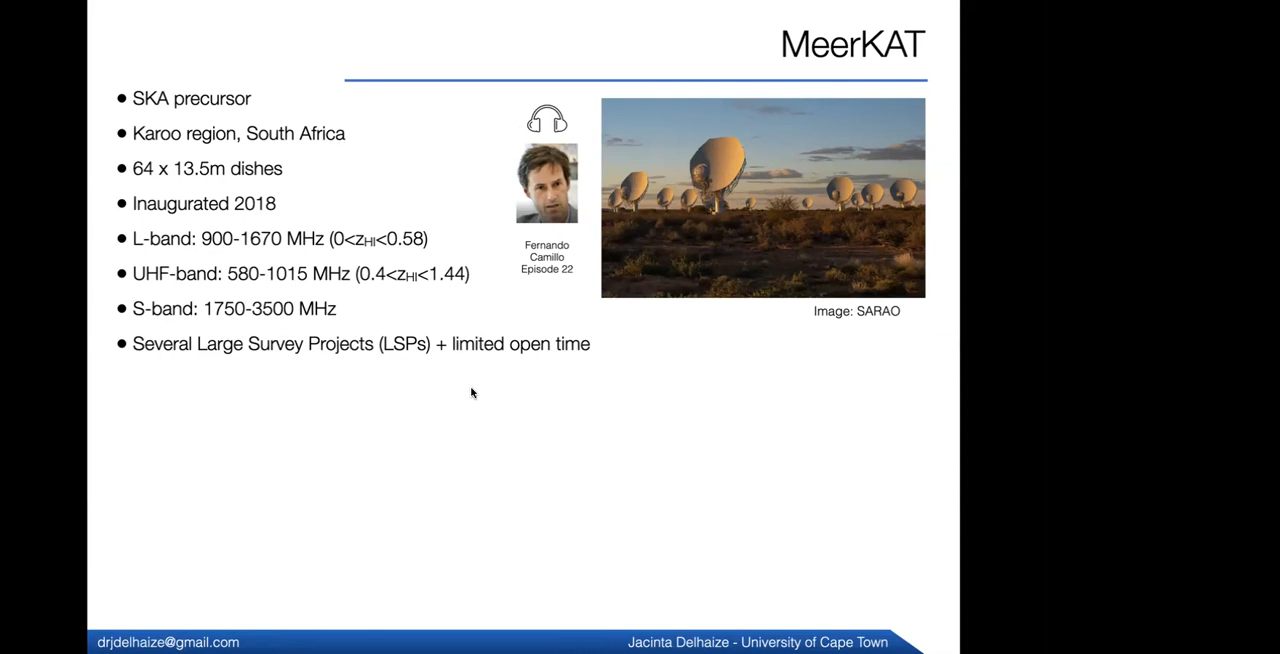 MeerKAT
• SKA precursor
• Karoo region, South Africa
• 64 x 13.5m dishes
• Inaugurated 2018
• L-band: 900-1670 MHz (0<zHI<0.58)
• UHF-band: 580-1015 MHz (0.4<zHI<1.44)
• S-band: 1750-3500 MHz
• Several Large Survey Projects (LSPs) + limited open time
Fernando
Camillo
Episode 22
Image: SARAO
drjdelhaize@gmail.com
Jacinta Delhaize - University of Cape Town